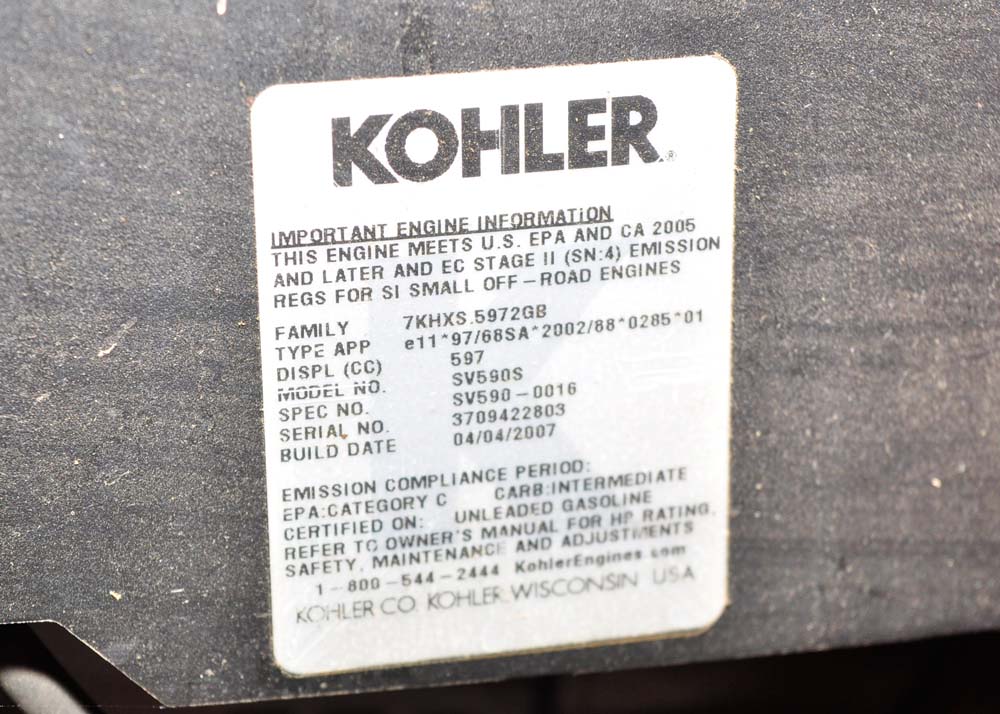 KOHLER®
IMPORTANT ENGINE INFORMATiON
THIS ENGINE MEETS U.S. EPA AND CA 2005
AND LATER AND EC STAGE II (SN:4) EMISSION
REGS FOR SI SMALL OFF-ROAD ENGINES
FAMILY 7KHXS.5972GB
TYPE APP e11*97/68SA*2002/88*0285*01
DISPL (CC) 597
MODEL NO. SV590S
SPEC NO. SV590-0016
SERIAL NO. 3709422803
BUILD DATE 04/04/2007
EMISSION COMPLIANCE PERIOD:
EPA:CATEGORY C CARB:INTERMEDIATE
CERTIFIED ON: UNLEADED GASOLINE
REFER TO OWNER'S MANUAL FOR HP RATING,
SAFETY, MAINTENANCE AND ADJUSTMENTS
1-800-544-2444 KohlerEngines.com
KOHLER CO. KOHLER, WISCONSIN USA